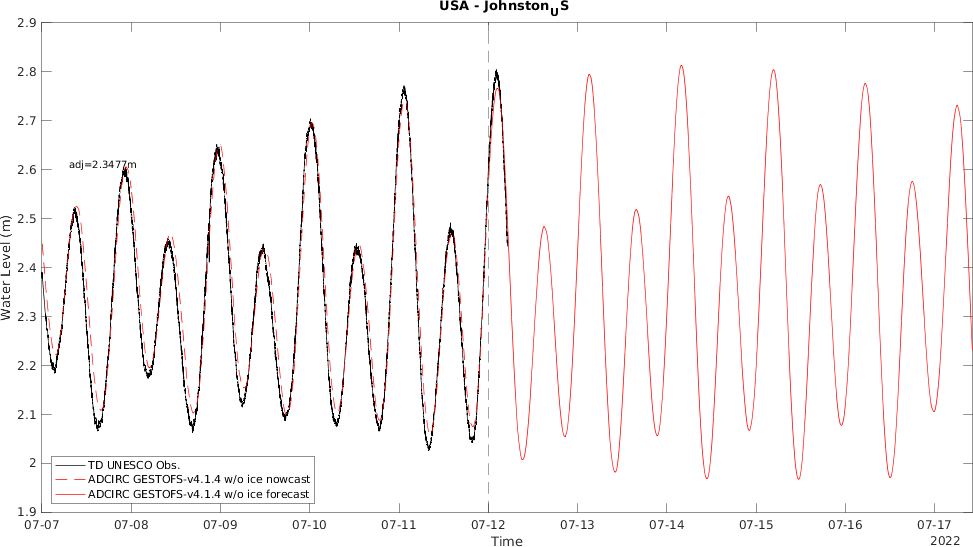 USA - Johnston_US
2.9
2.8
2.7
2.6
2.5
2.4
2.3
2.2
2.1
2
1.9
Water Level (m)
adj=2.3477m
TD UNESCO Obs.
ADCIRC GESTOFS-v4.1.4 w/o ice nowcast
ADCIRC GESTOFS-v4.1.4 w/o ice forecast
07-07 07-08 07-09 07-10 07-11 07-12 07-13 07-14 07-15 07-16 07-17
Time
2022